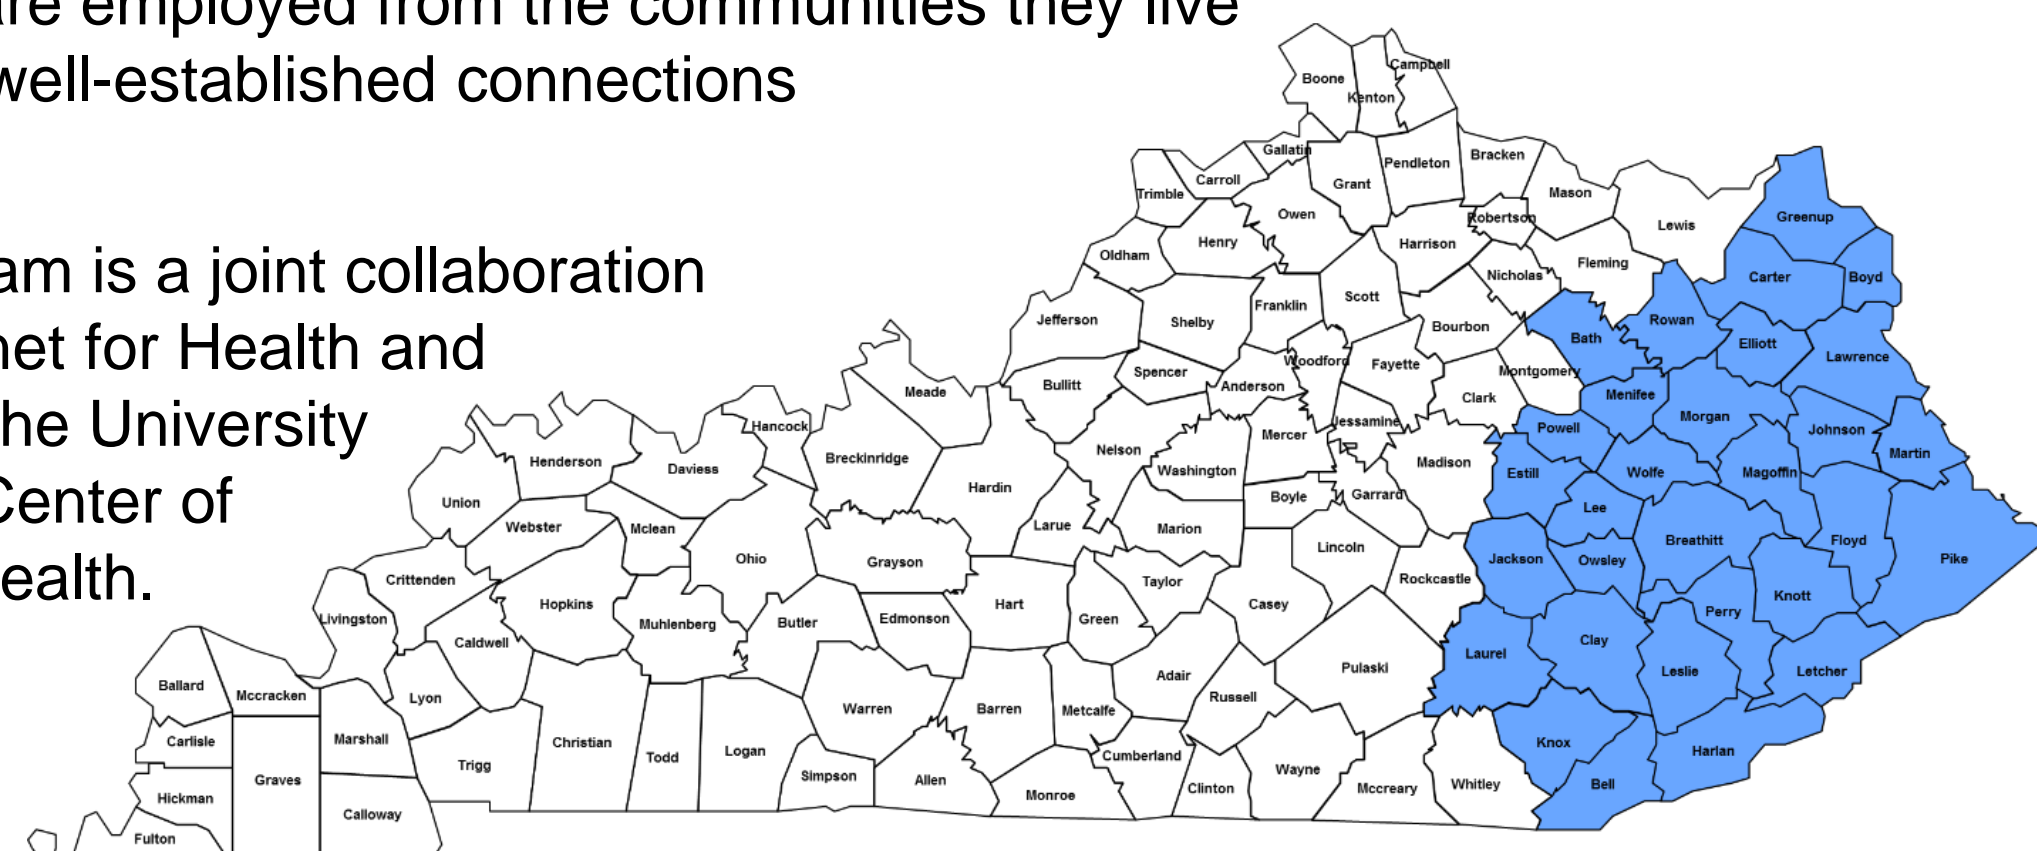 are employed from the communities they live
well-established connections
am is a joint collaboration
net for Health and
the University
Center of
ealth.
Boone
Kenton
Campbell
Gallatin
Pendleton
Bracken
Trimble
Carroll
Grant
Mason
Owen
Robertson
Lewis
Greenup
Oldham
Henry
Harrison
Nicholas
Fleming
Carter
Boyd
Jefferson
Shelby
Franklin
Scott
Bourbon
Bath
Rowan
Elliott
Lawrence
Meade
Bullitt
Spencer
Anderson
Woodford
Fayette
Clark
Montgomery
Menifee
Morgan
Hancock
Breckinridge
Nelson
Washington
Mercer
Jessamine
Madison
Powell
Johnson
Martin
Henderson
Daviess
Union
Hardin
Boyle
Garrard
Estill
Wolfe
Magoffin
Webster
Mclean
Ohio
Grayson
Larue
Marion
Lincoln
Lee
Breathitt
Floyd
Pike
Crittenden
Hopkins
Muhlenberg
Butler
Edmonson
Hart
Green
Taylor
Casey
Rockcastle
Jackson
Owsley
Perry
Knott
Livingston
Caldwell
Adair
Russell
Pulaski
Laurel
Clay
Leslie
Letcher
Ballard
Mccracken
Lyon
Warren
Barren
Metcalfe
Carlisle
Marshall
Trigg
Christian
Todd
Logan
Simpson
Allen
Monroe
Cumberland
Clinton
Wayne
Mccreary
Whitley
Knox
Bell
Harlan
Hickman
Graves
Calloway
Fulton